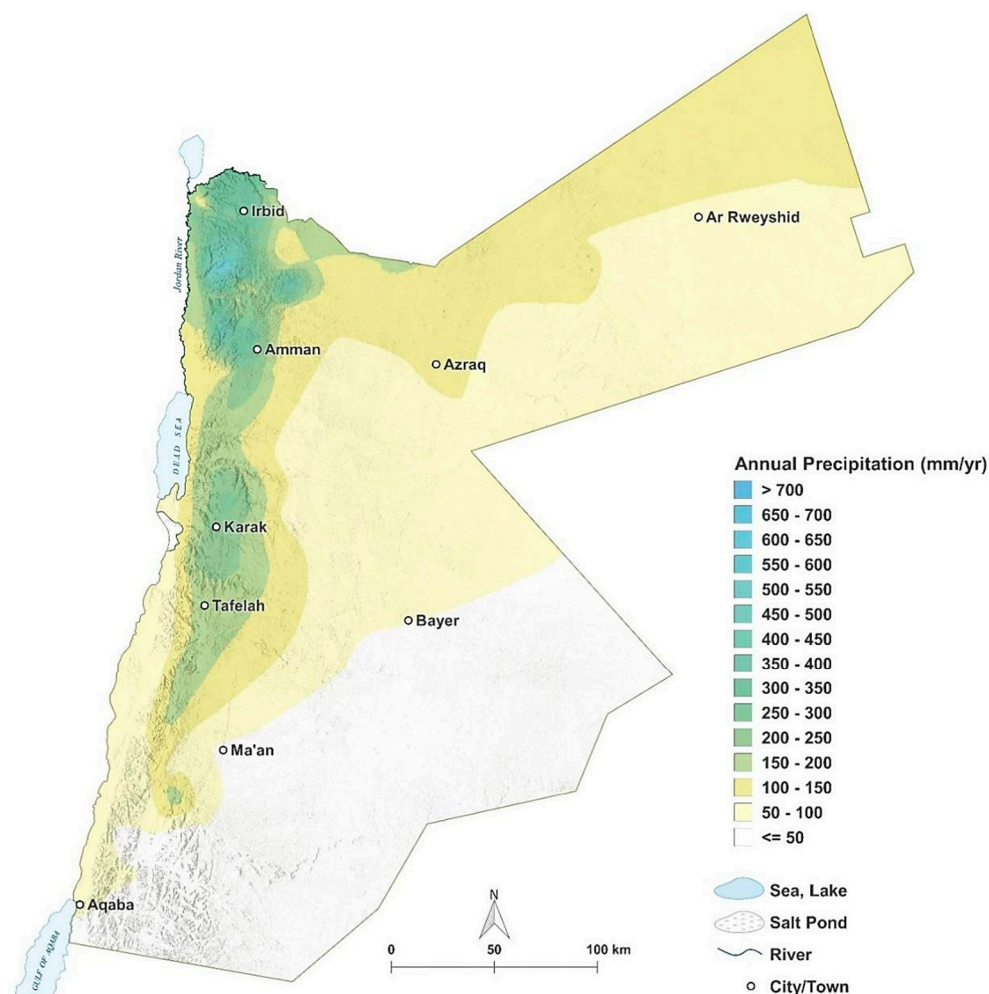 Irbid
Ar Rweyshid
Jordan River
Amman
Azraq
DEAD SEA
Karak
Tafelah
Bayer
Ma'an
Aqaba
GULF OF AQABA
Annual Precipitation (mm/yr)
> 700
650 - 700
600 - 650
550 - 600
500 - 550
450 - 500
400 - 450
350 - 400
300 - 350
250 - 300
200 - 250
150 - 200
100 - 150
50 - 100
<= 50
Sea, Lake
Salt Pond
River
City/Town
N
0 50 100 km